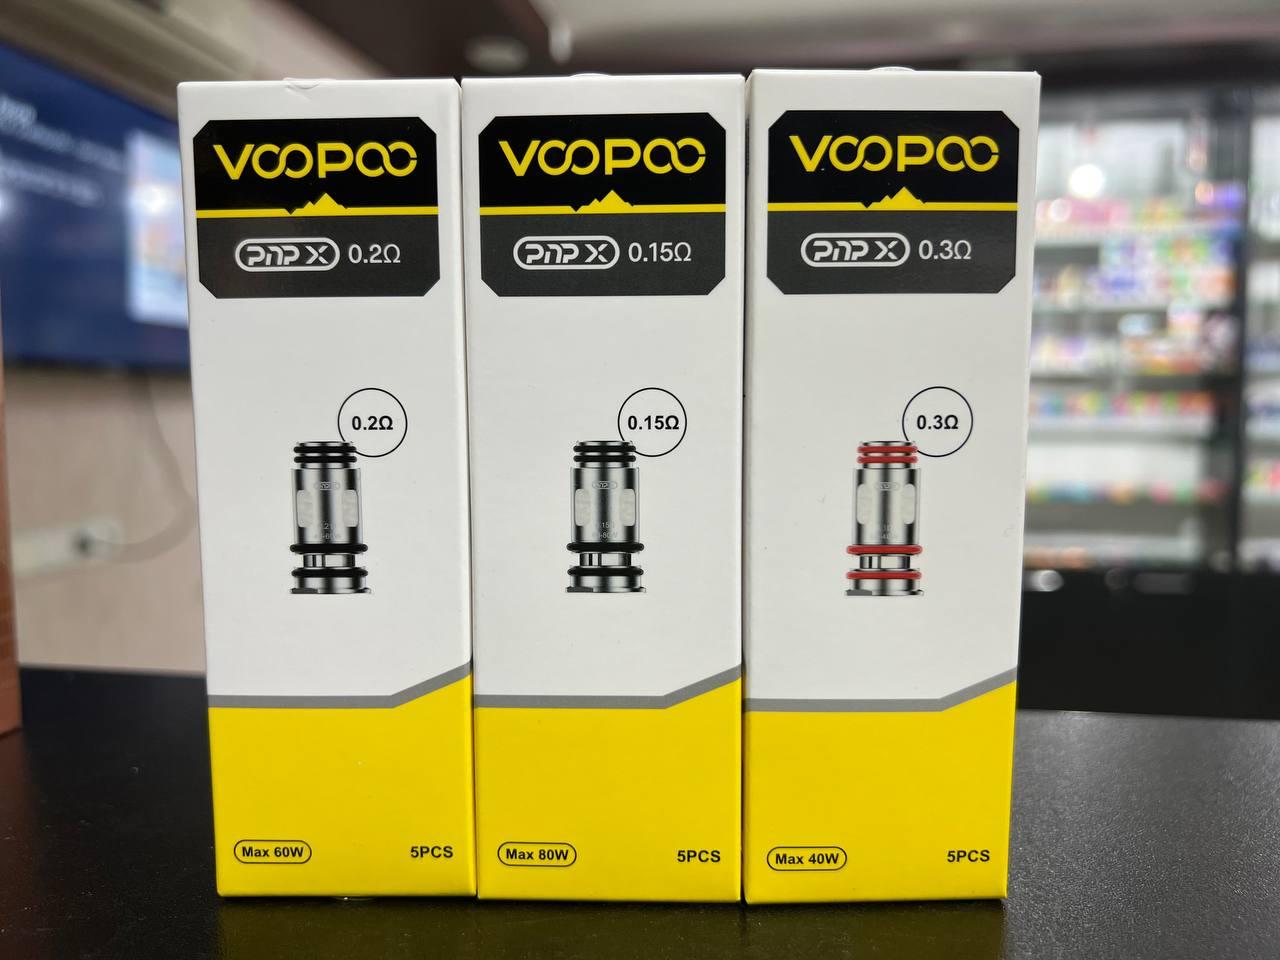 VOOPOO
PNP X 0.2Ω
0.2Ω
Max 60W
5PCS
VOOPOO
PNP X 0.15Ω
0.15Ω
Max 80W
5PCS
VOOPOO
PNP X 0.3Ω
0.3Ω
Max 40W
5PCS